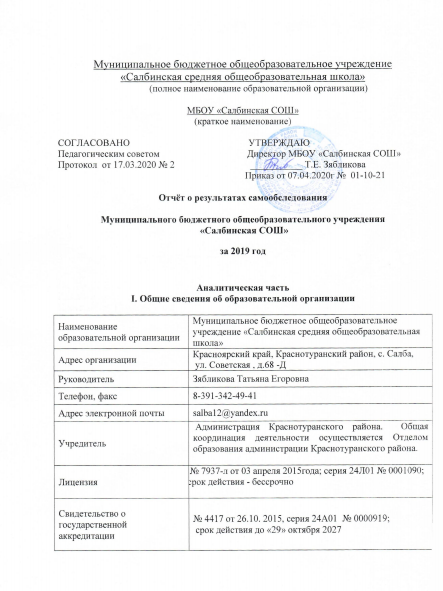 Муниципальное бюджетное общеобразовательное учреждение
«Салбинская средняя общеобразовательная школа»
(полное наименование образовательной организации)
МБОУ «Салбинская СОШ»
(краткое наименование)
СОГЛАСОВАНО УТВЕРЖДАЮ
Педагогическим советом Директор МБОУ «Салбинская СОШ»
Протокол от 17.03.2020 № 2 Т.Е. Зябликова
Приказ от 07.04.2020г № 01-10-21
Отчёт о результатах самообследования
Муниципального бюджетного общеобразовательного учреждения
«Салбинская СОШ»
за 2019 год
Аналитическая часть
I. Общие сведения об образовательной организации
Наименование
образовательной организации
Муниципальное бюджетное общеобразовательное
учреждение «Салбинская средняя общеобразовательная
школа»
Адрес организации
Красноярский край, Краснотуранский район, с. Салба,
ул. Советская , д.68 -Д
Руководитель
Зябликова Татьяна Егоровна
Телефон, факс
8-391-342-49-41
Адрес электронной почты
salba12@yandex.ru
Учредитель
Администрация Краснотуранского района. Общая
координация деятельности осуществляется Отделом
образования администрации Краснотуранского района.
Лицензия
№ 7937-л от 03 апреля 2015года; серия 24Л01 № 0001090;
срок действия - бессрочно
Свидетельство о
государственной
аккредитации
№ 4417 от 26.10. 2015, серия 24А01 № 0000919;
срок действия до «29» октября 2027